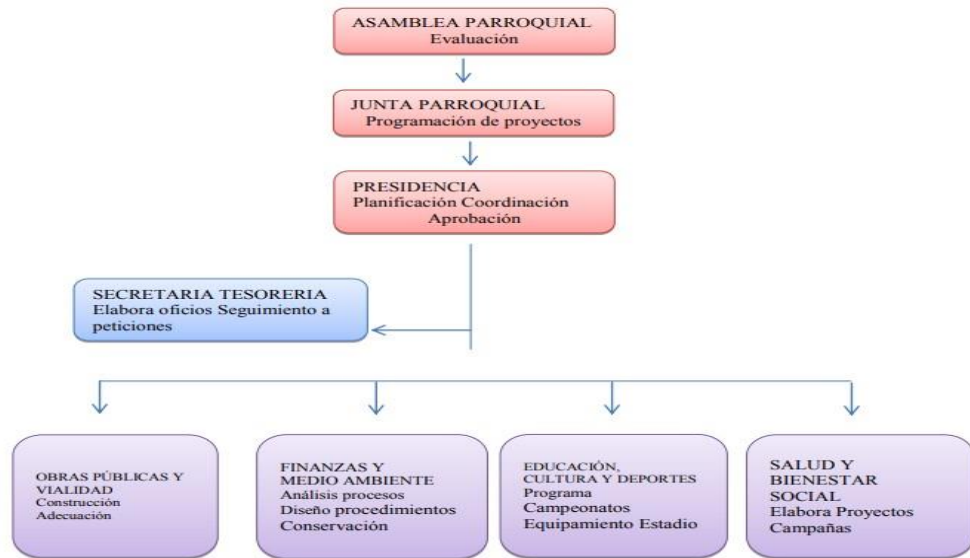 ASAMBLEA PARROQUIAL
Evaluación
JUNTA PARROQUIAL
Programación de proyectos
PRESIDENCIA
Planificación Coordinación
Aprobación
SECRETARIA TESORERIA
Elabora oficios Seguimiento a
peticiones
OBRAS PÚBLICAS Y
VIALIDAD
Construcción
Adecuación
FINANZAS Y
MEDIO AMBIENTE
Análisis procesos
Diseño procedimientos
Conservación
EDUCACIÓN,
CULTURA Y DEPORTES
Programa
Campeonatos
Equipamiento Estadio
SALUD Y
BIENESTAR
SOCIAL
Elabora Proyectos
Campañas